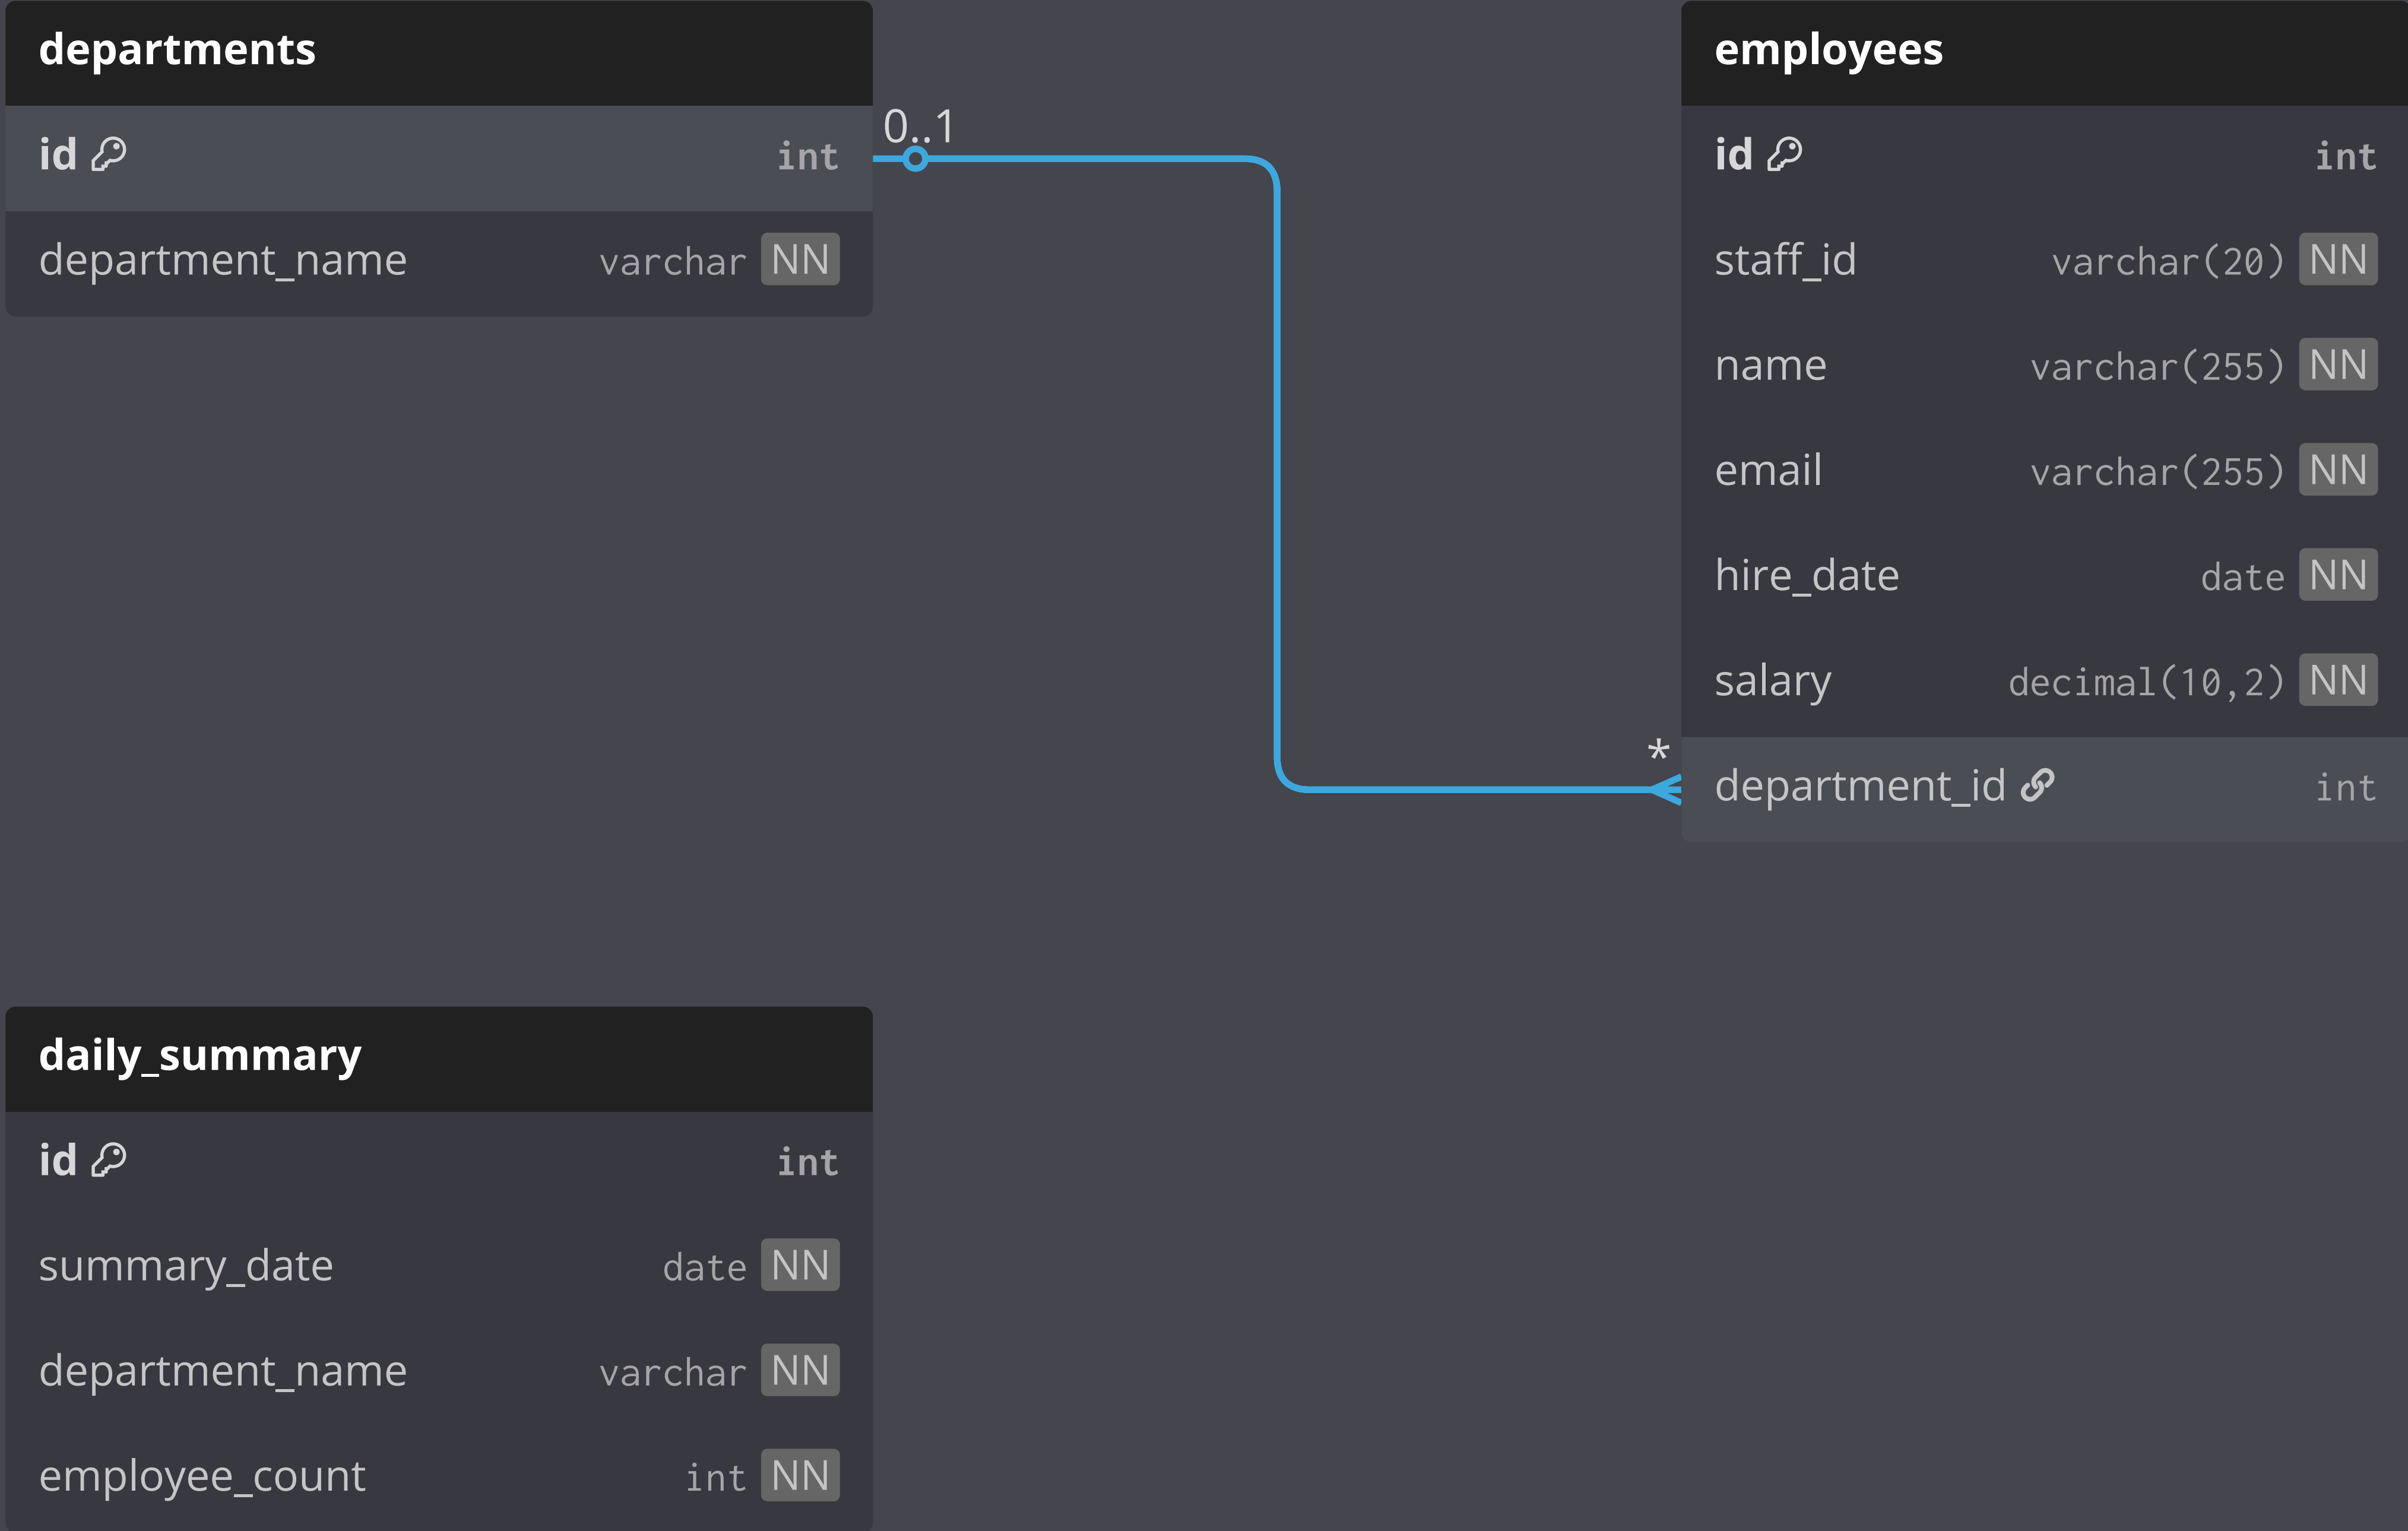 departments
id int
department_name varchar NN
0..1
employees
id int
staff_id varchar(20) NN
name varchar(255) NN
email varchar(255) NN
hire_date date NN
salary decimal(10,2) NN
*
department_id int
daily_summary
id int
summary_date date NN
department_name varchar NN
employee_count int NN